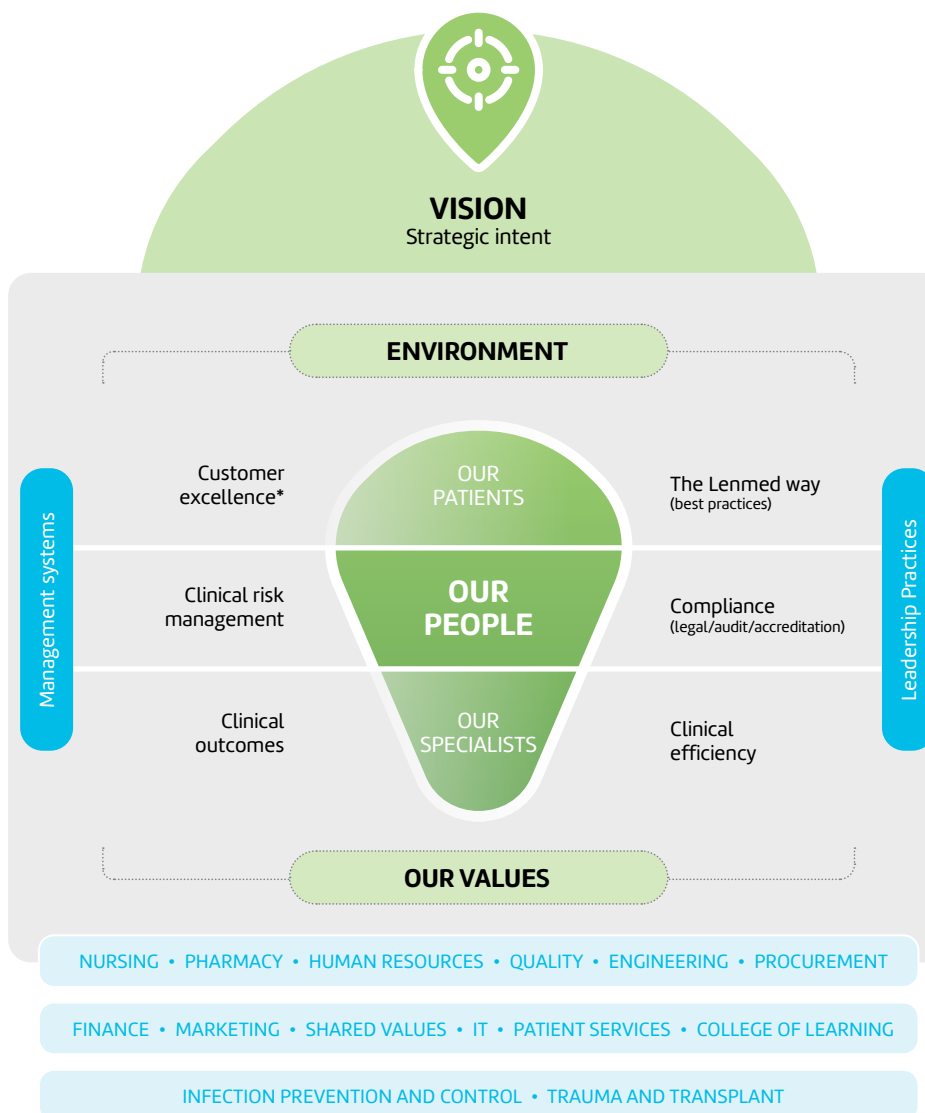 VISION
Strategic intent
ENVIRONMENT
Management systems
Customer
excellence*
OUR
PATIENTS
The Lenmed way
(best practices)
Clinical risk
management
OUR
PEOPLE
Compliance
(legal/audit/accreditation)
Clinical
outcomes
OUR
SPECIALISTS
Clinical
efficiency
Leadership Practices
OUR VALUES
NURSING • PHARMACY • HUMAN RESOURCES • QUALITY • ENGINEERING • PROCUREMENT
FINANCE • MARKETING • SHARED VALUES • IT • PATIENT SERVICES • COLLEGE OF LEARNING
INFECTION PREVENTION AND CONTROL • TRAUMA AND TRANSPLANT